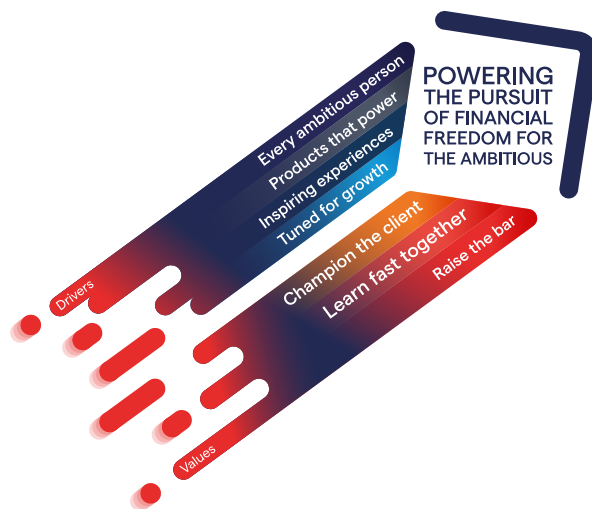 POWERING
THE PURSUIT
OF FINANCIAL
FREEDOM FOR
THE AMBITIOUS
Every ambitious person
Products that power
Inspiring experiences
Tuned for growth
Drivers
Champion the client
Learn fast together
Raise the bar
Values